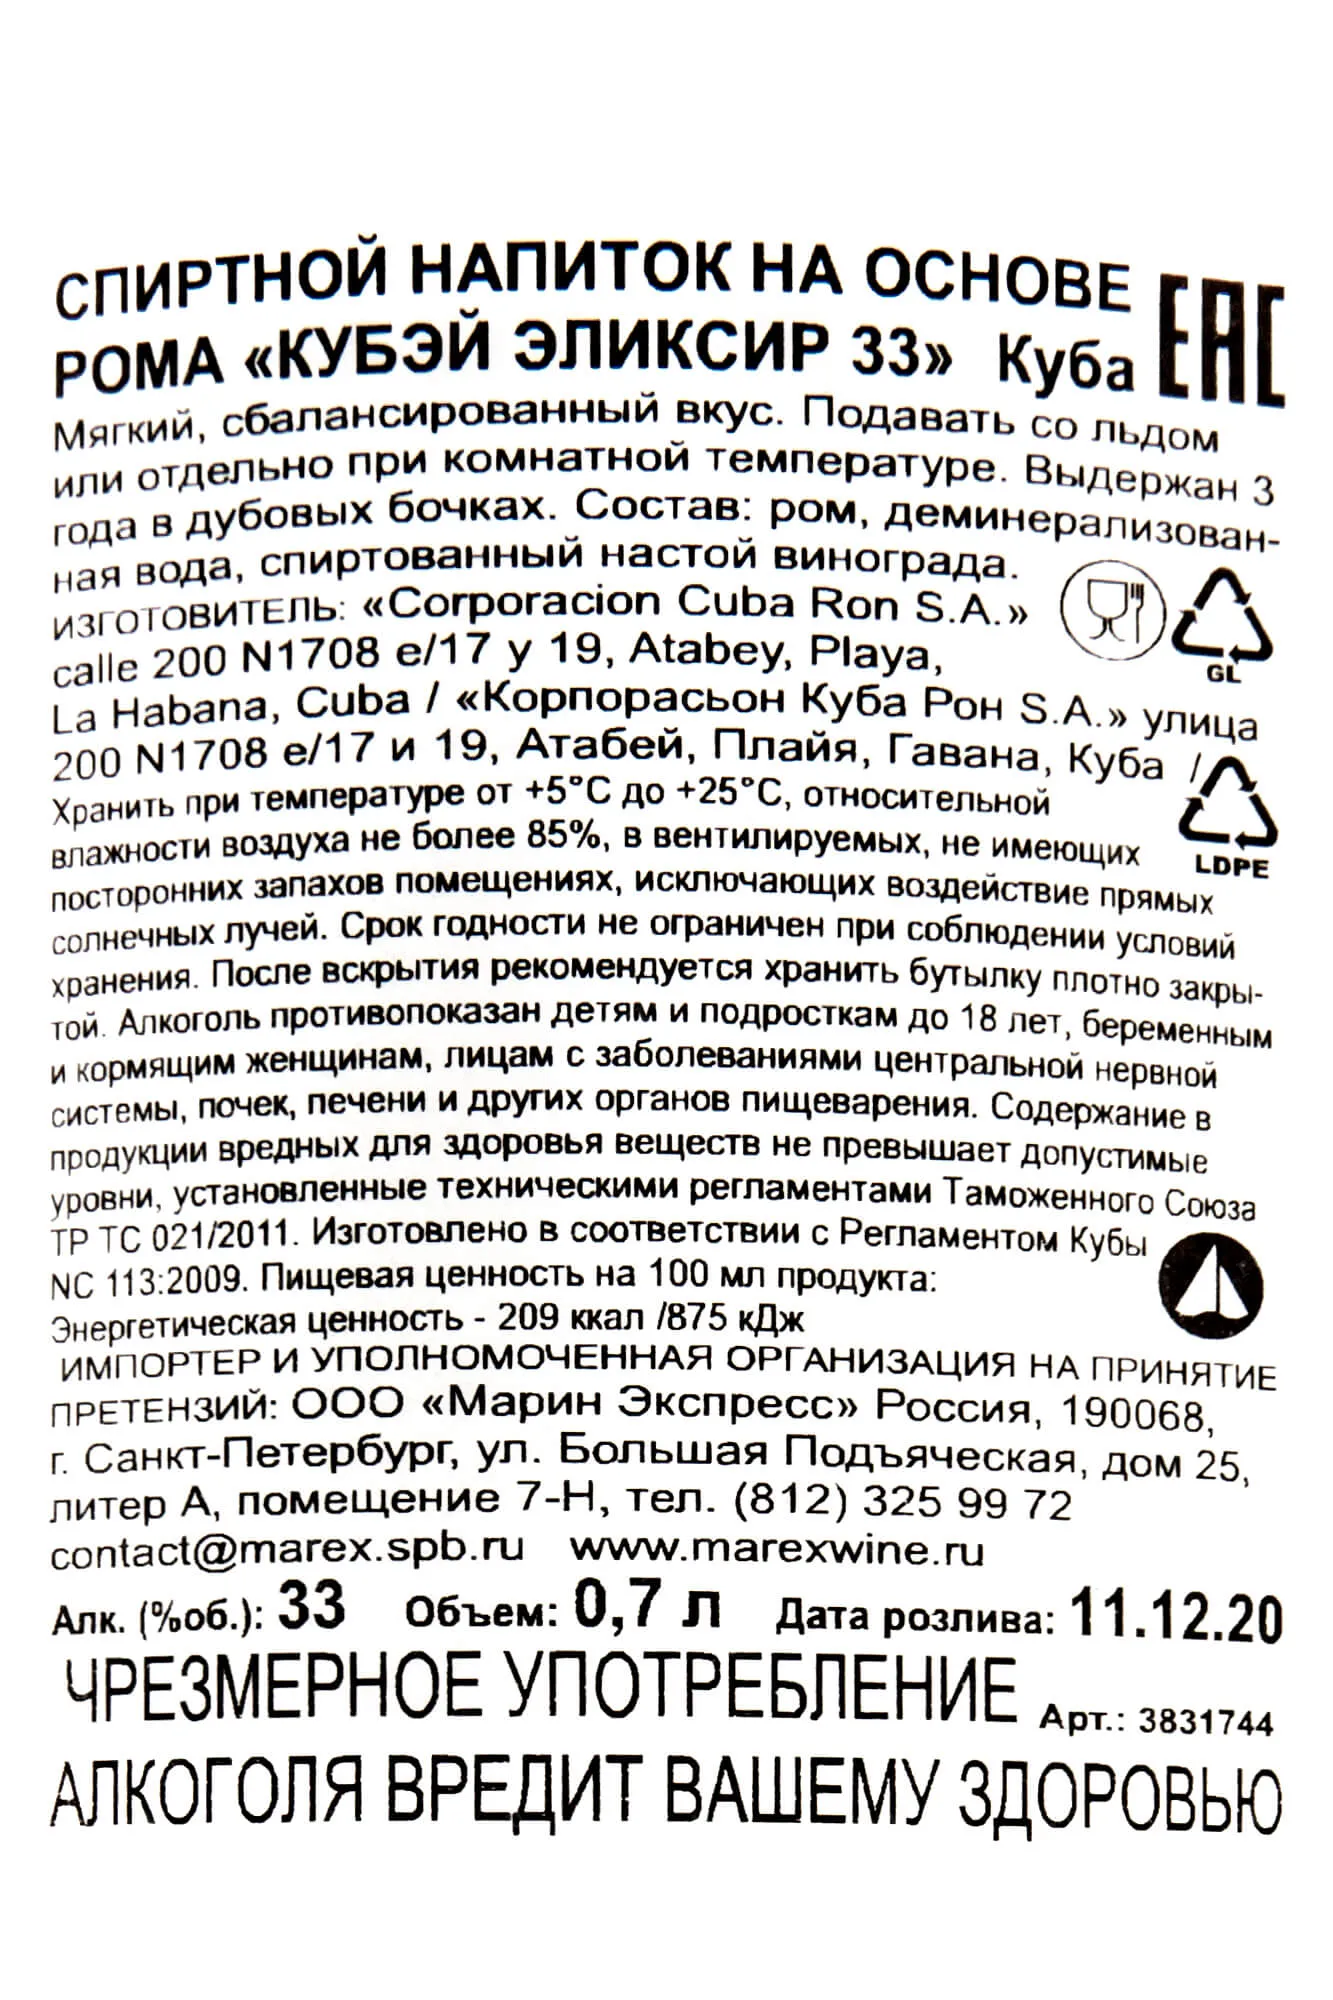 СПИРТНОЙ НАПИТОК НА ОСНОВЕ
РОМА «КУБЭЙ ЭЛИКСИР 33» Куба EAC
Мягкий, сбалансированный вкус. Подавать со льдом
или отдельно при комнатной температуре. Выдержан 3
года в дубовых бочках. Состав: ром, деминерализован-
ная вода, спиртованный настой винограда.
ИЗГОТОВИТЕЛЬ: «Corporacion Cuba Ron S.A.»
calle 200 N1708 e/17 y 19, Atabey, Playa,
GL
La Habana, Cuba / «Корпорасьон Куба Рон S.A.» улица
200 N1708 e/17 и 19, Атабей, Плайя, Гавана, Куба /
Хранить при температуре от +5°C до +25°C, относительной
влажности воздуха не более 85%, в вентилируемых, не имеющих
LDPE
посторонних запахов помещениях, исключающих воздействие прямых
солнечных лучей. Срок годности не ограничен при соблюдении условий
хранения. После вскрытия рекомендуется хранить бутылку плотно закры-
той. Алкоголь противопоказан детям и подросткам до 18 лет, беременным
и кормящим женщинам, лицам с заболеваниями центральной нервной
системы, почек, печени и других органов пищеварения. Содержание в
продукции вредных для здоровья веществ не превышает допустимые
уровни, установленные техническими регламентами Таможенного Союза
ТР ТС 021/2011. Изготовлено в соответствии с Регламентом Кубы
NC 113:2009. Пищевая ценность на 100 мл продукта:
Энергетическая ценность - 209 ккал /875 кДж
ИМПОРТЕР И УПОЛНОМОЧЕННАЯ ОРГАНИЗАЦИЯ НА ПРИНЯТИЕ
ПРЕТЕНЗИЙ: ООО «Марин Экспресс» Россия, 190068,
г. Санкт-Петербург, ул. Большая Подъяческая, дом 25,
литер А, помещение 7-Н, тел. (812) 325 99 72
contact@marex.spb.ru www.marexwine.ru
Алк. (%об.): 33 Объем: 0,7 л Дата розлива: 11.12.20
ЧРЕЗМЕРНОЕ УПОТРЕБЛЕНИЕ Арт.: 3831744
АЛКОГОЛЯ ВРЕДИТ ВАШЕМУ ЗДОРОВЬЮ